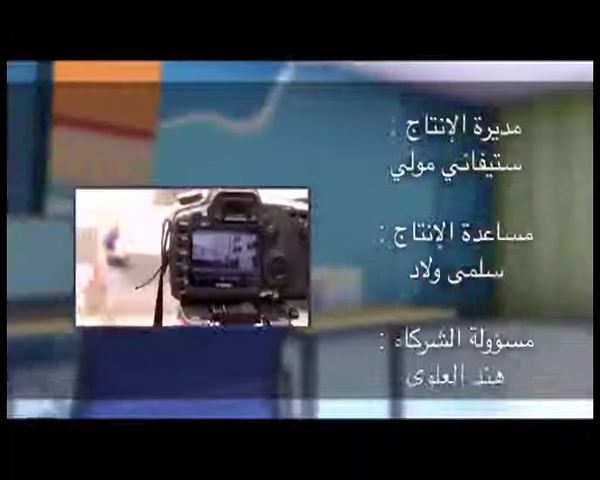 مديرة الإنتاج :
ستيفاني مولي
مساعدة الإنتاج :
سلمى ولاد
مسؤولة الشركاء :
هند العلوي